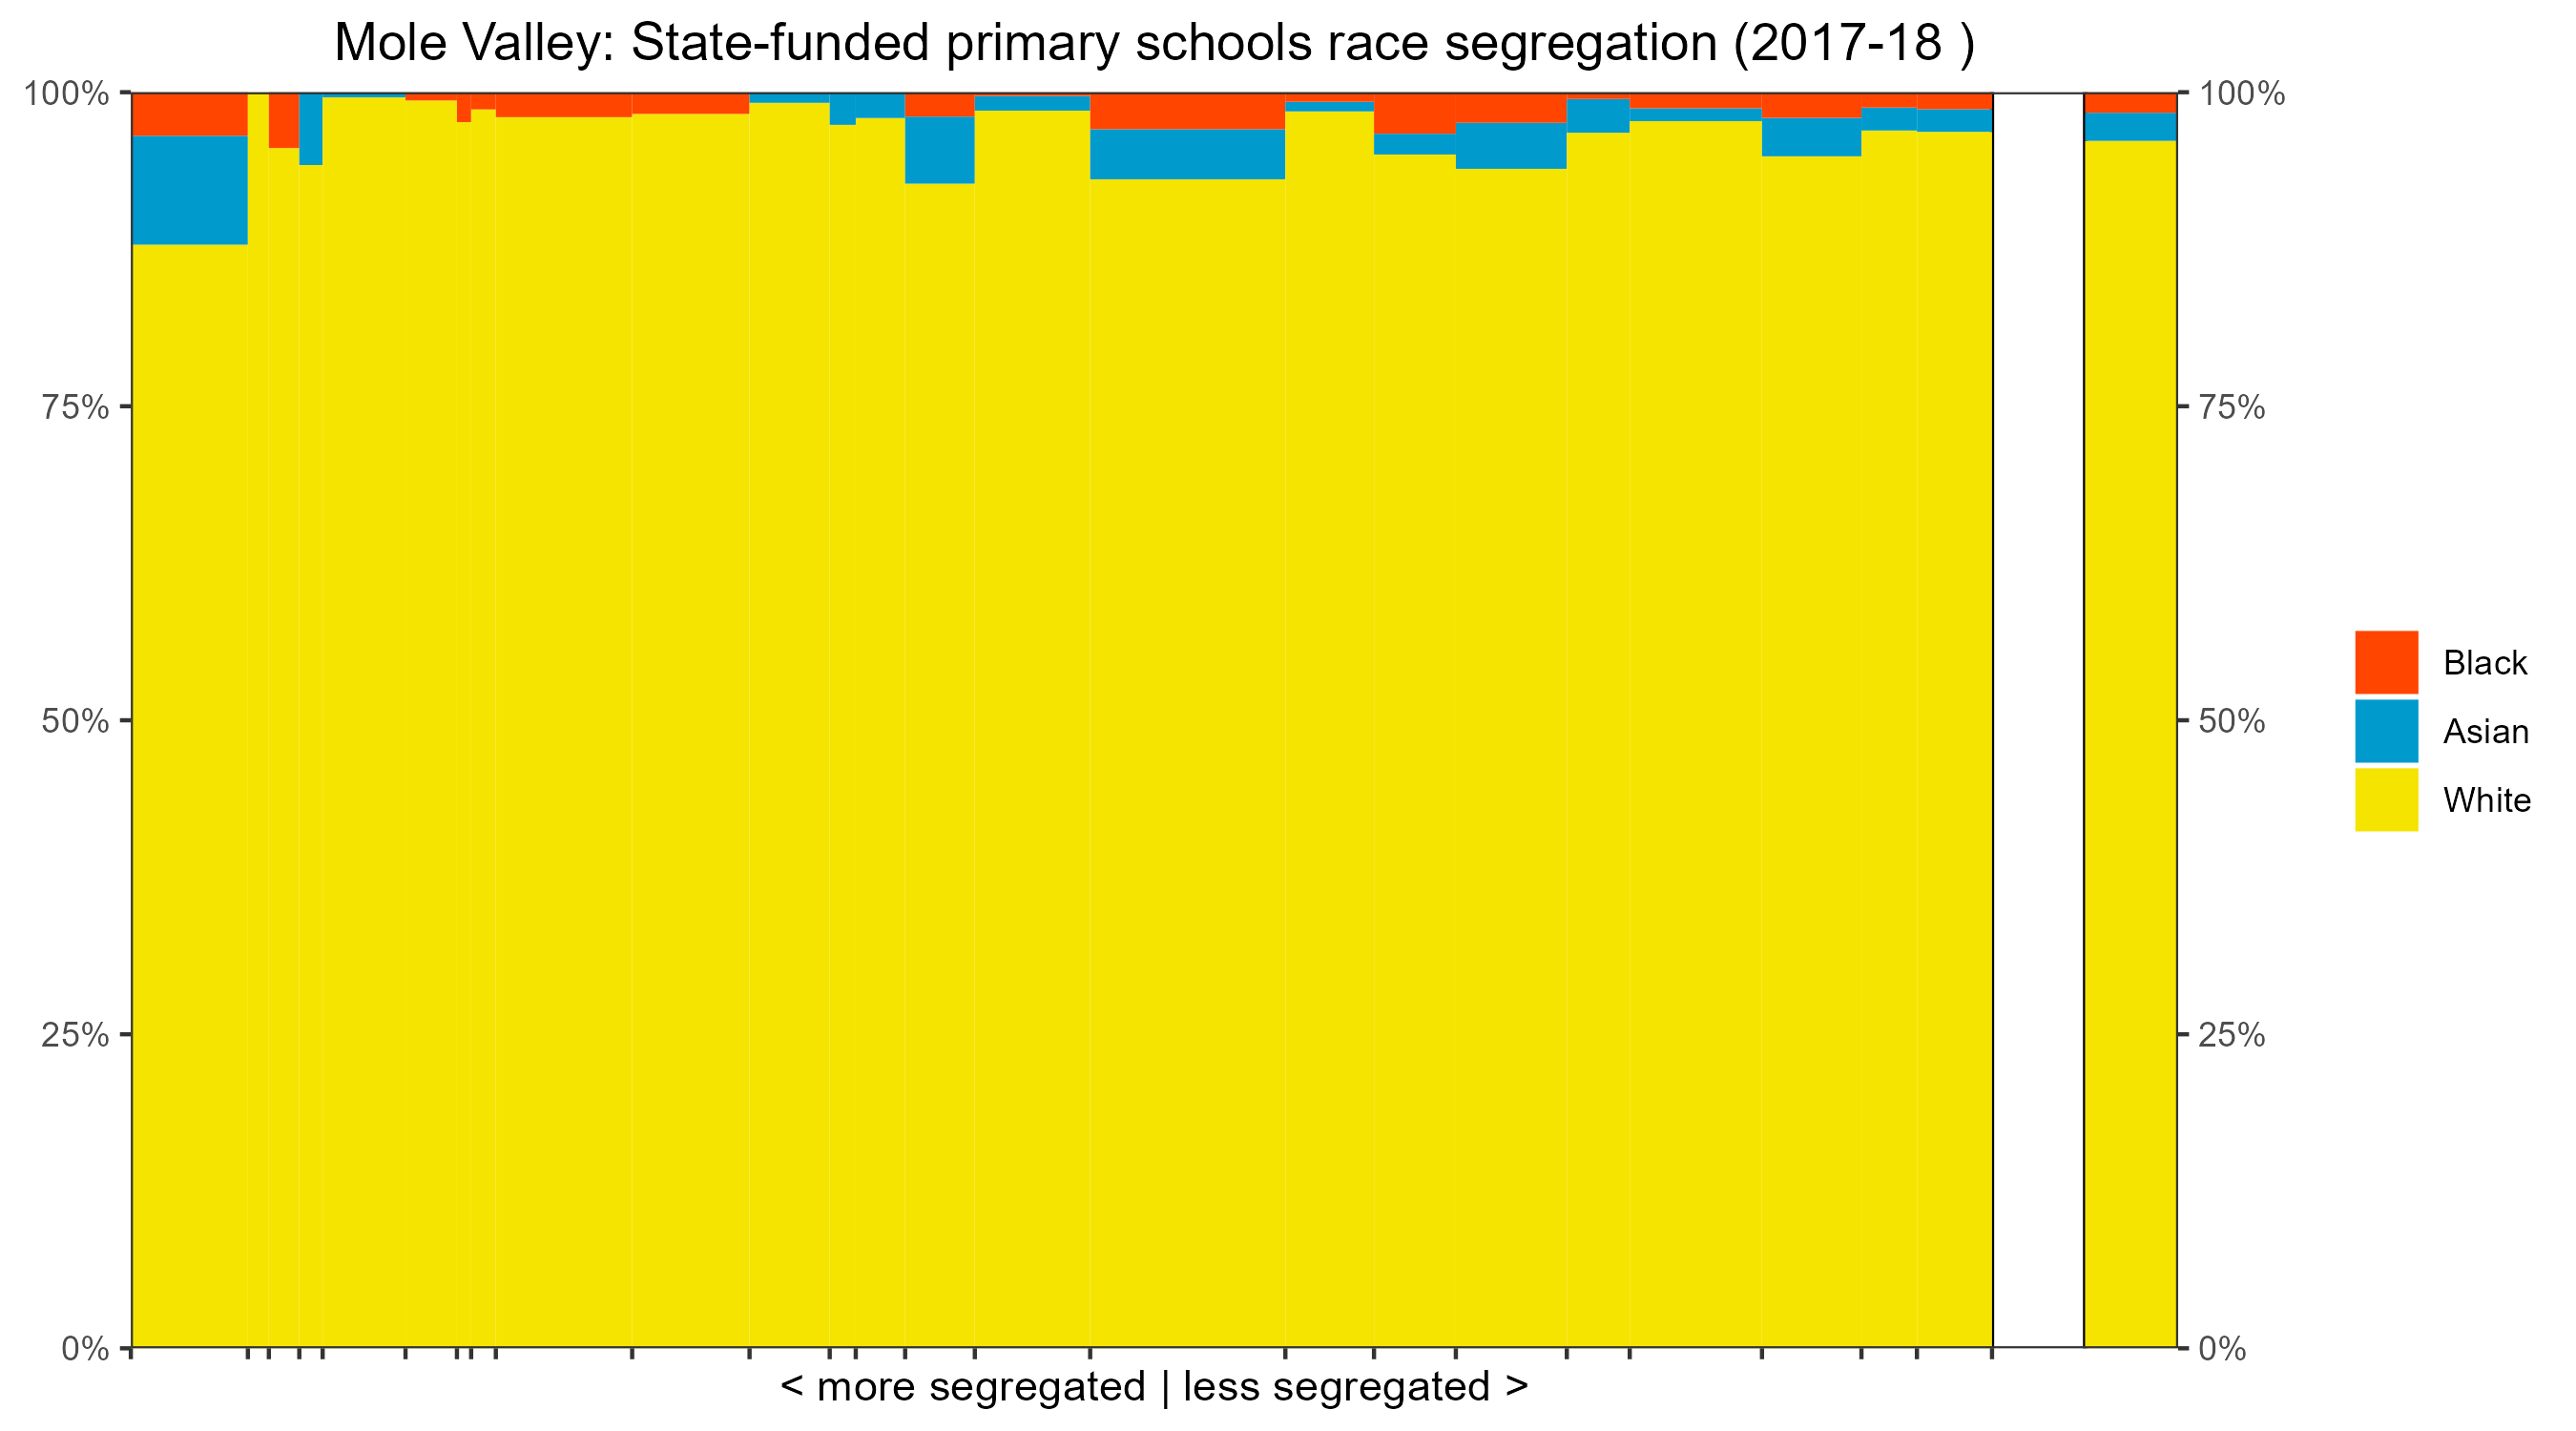 Mole Valley: State-funded primary schools race segregation (2017-18 )
100%
75%
50%
25%
0%
100%
75%
50%
25%
0%
Black
Asian
White
< more segregated | less segregated >